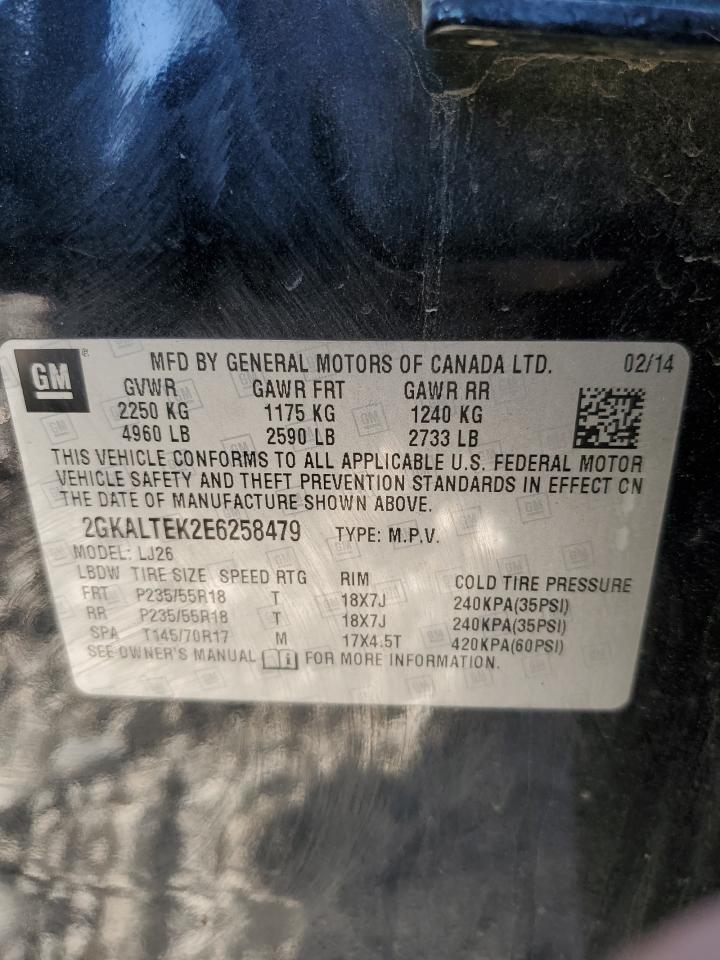 GM ® MFD BY GENERAL MOTORS OF CANADA LTD. 02/14
GVWR GAWR FRT GAWR RR
2250 KG 1175 KG 1240 KG
4960 LB 2590 LB 2733 LB
THIS VEHICLE CONFORMS TO ALL APPLICABLE U.S. FEDERAL MOTOR
VEHICLE SAFETY AND THEFT PREVENTION STANDARDS IN EFFECT ON
THE DATE OF MANUFACTURE SHOWN ABOVE.
2GKALTEK2E6258479 TYPE: M.P.V.
MODEL: LJ26
LBDW TIRE SIZE SPEED RTG RIM COLD TIRE PRESSURE
FRT P235/55R18 T 18X7J 240KPA(35PSI)
RR P235/55R18 T 18X7J 240KPA(35PSI)
SPA T145/70R17 M 17X4.5T 420KPA(60PSI)
SEE OWNER'S MANUAL FOR MORE INFORMATION.